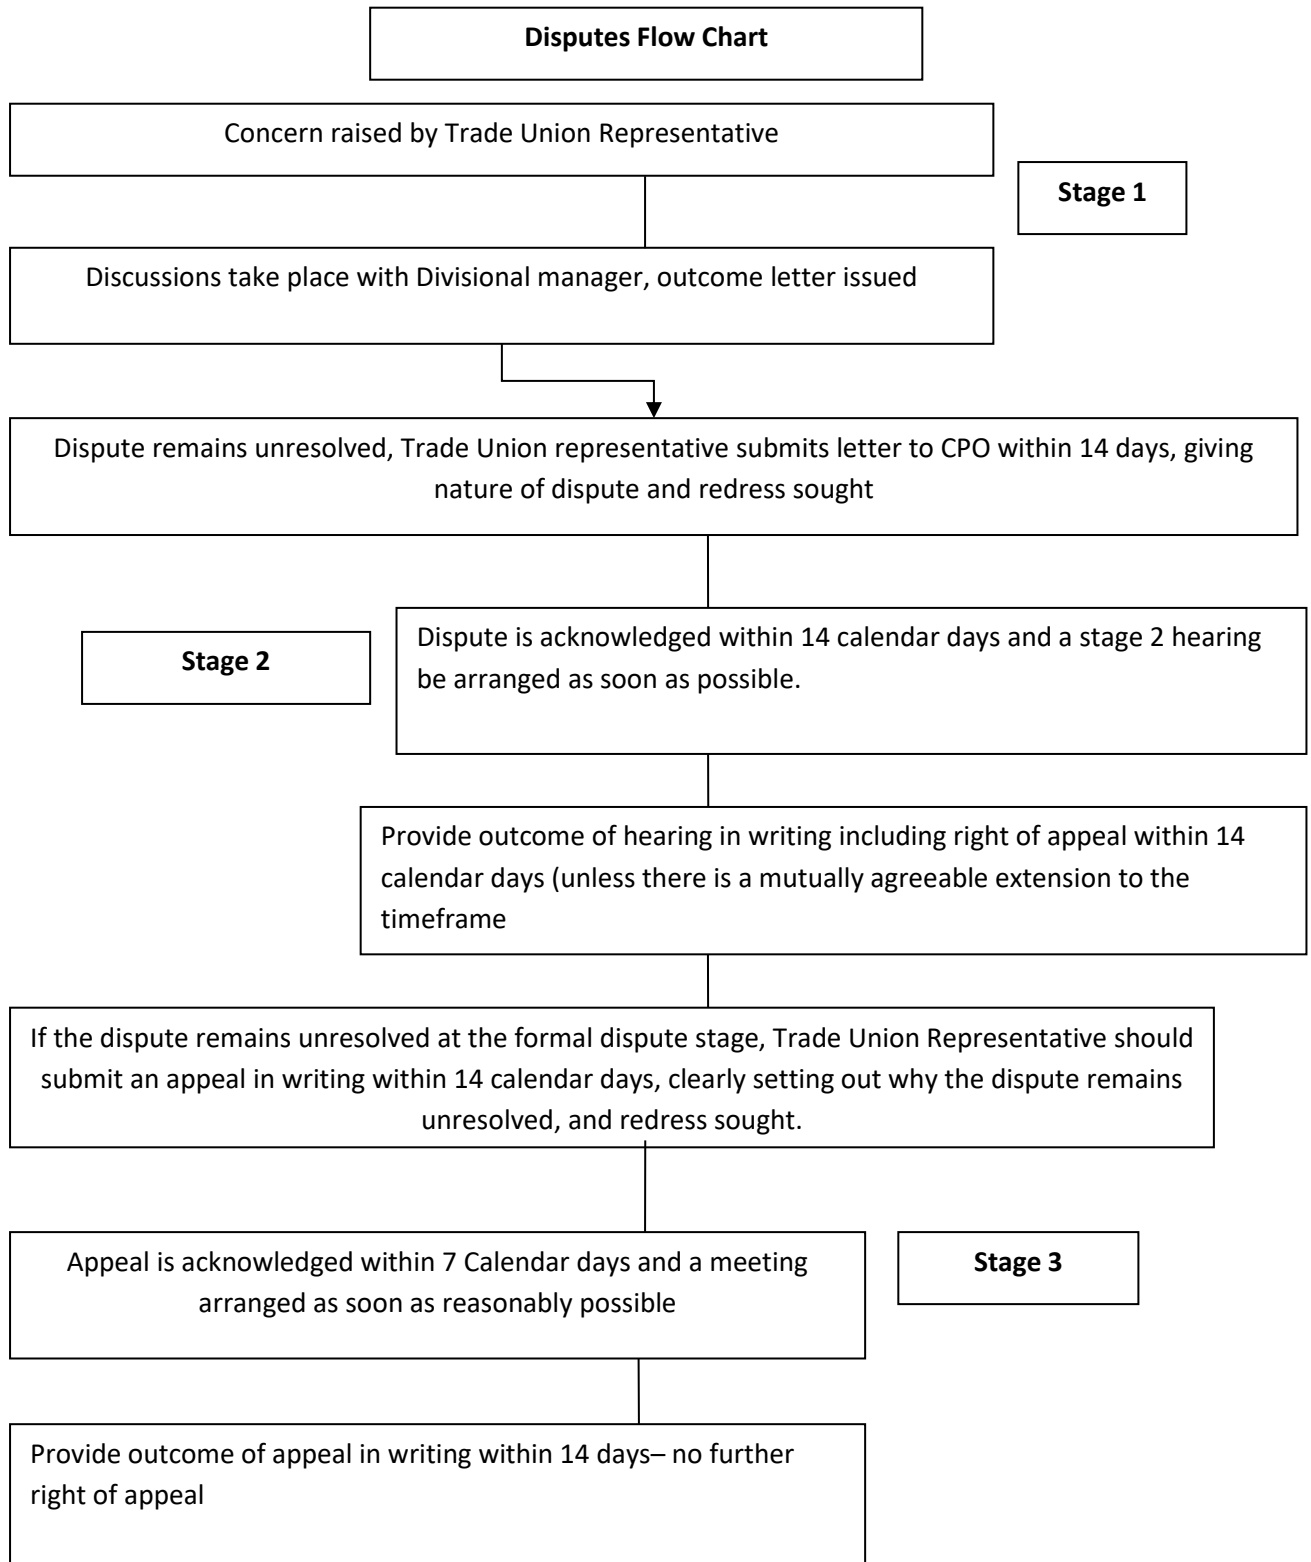 Disputes Flow Chart
Concern raised by Trade Union Representative
Stage 1
Discussions take place with Divisional manager, outcome letter issued
Dispute remains unresolved, Trade Union representative submits letter to CPO within 14 days, giving
nature of dispute and redress sought
Dispute is acknowledged within 14 calendar days and a stage 2 hearing
be arranged as soon as possible.
Stage 2
Provide outcome of hearing in writing including right of appeal within 14
calendar days (unless there is a mutually agreeable extension to the
timeframe
If the dispute remains unresolved at the formal dispute stage, Trade Union Representative should
submit an appeal in writing within 14 calendar days, clearly setting out why the dispute remains
unresolved, and redress sought.
Appeal is acknowledged within 7 Calendar days and a meeting
arranged as soon as reasonably possible
Stage 3
Provide outcome of appeal in writing within 14 days– no further
right of appeal